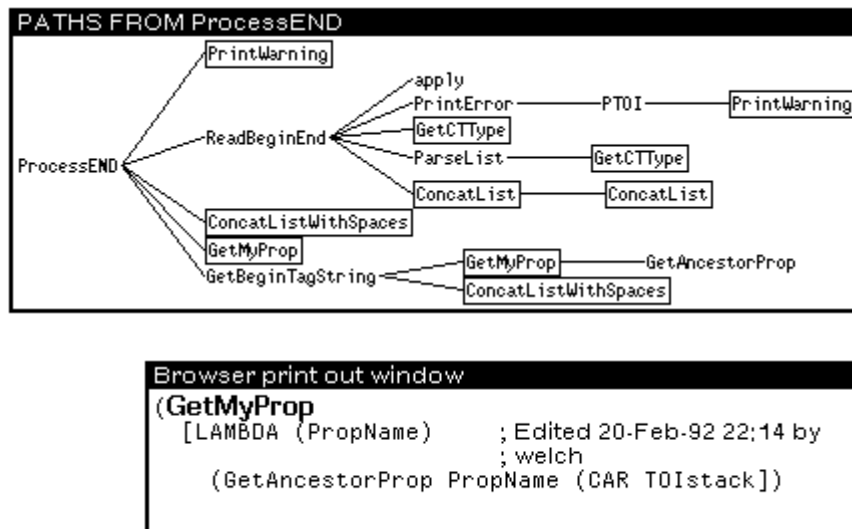 PATHS FROM ProcessEND
PrintWarning
apply
PrintError PTOI PrintWarning
GetCTType
ReadBeginEnd
ParseList GetCTType
ProcessEND
ConcatList ConcatList
ConcatListWithSpaces
GetMyProp
GetMyProp GetAncestorProp
GetBeginTagString
ConcatListWithSpaces
Browser print out window
(GetMyProp
[LAMBDA (PropName) ; Edited 20-Feb-92 22:14 by
; welch
(GetAncestorProp PropName (CAR TOIstack])